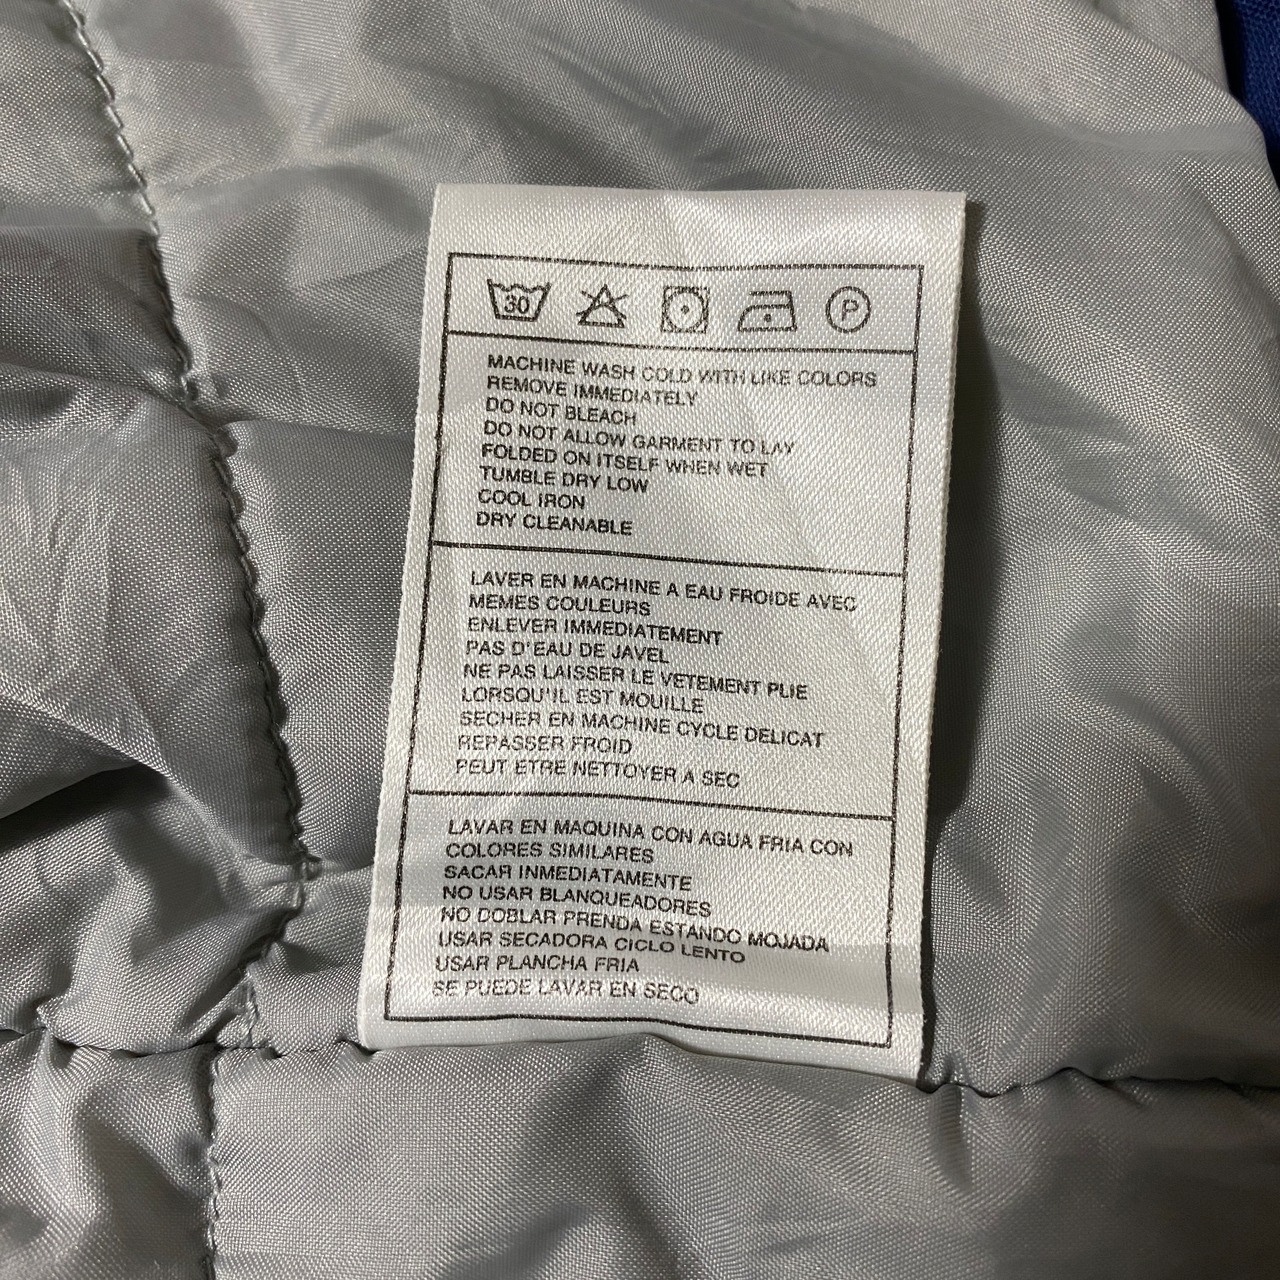 30 P
MACHINE WASH COLD WITH LIKE COLORS
REMOVE IMMEDIATELY
DO NOT BLEACH
DO NOT ALLOW GARMENT TO LAY
FOLDED ON ITSELF WHEN WET
TUMBLE DRY LOW
COOL IRON
DRY CLEANABLE
LAVER EN MACHINE A EAU FROIDE AVEC
MEMES COULEURS
ENLEVER IMMEDIATEMENT
PAS D'EAU DE JAVEL
NE PAS LAISSER LE VETEMENT PLIE
LORSQU'IL EST MOUILLE
SECHER EN MACHINE CYCLE DELICAT
REPASSER FROID
PEUT ETRE NETTOYER A SEC
LAVAR EN MAQUINA CON AGUA FRIA CON
COLORES SIMILARES
SACAR INMEDIATAMENTE
NO USAR BLANQUEADORES
NO DOBLAR PRENDA ESTANDO MOJADA
USAR SECADORA CICLO LENTO
USAR PLANCHA FRIA
SE PUEDE LAVAR EN SECO